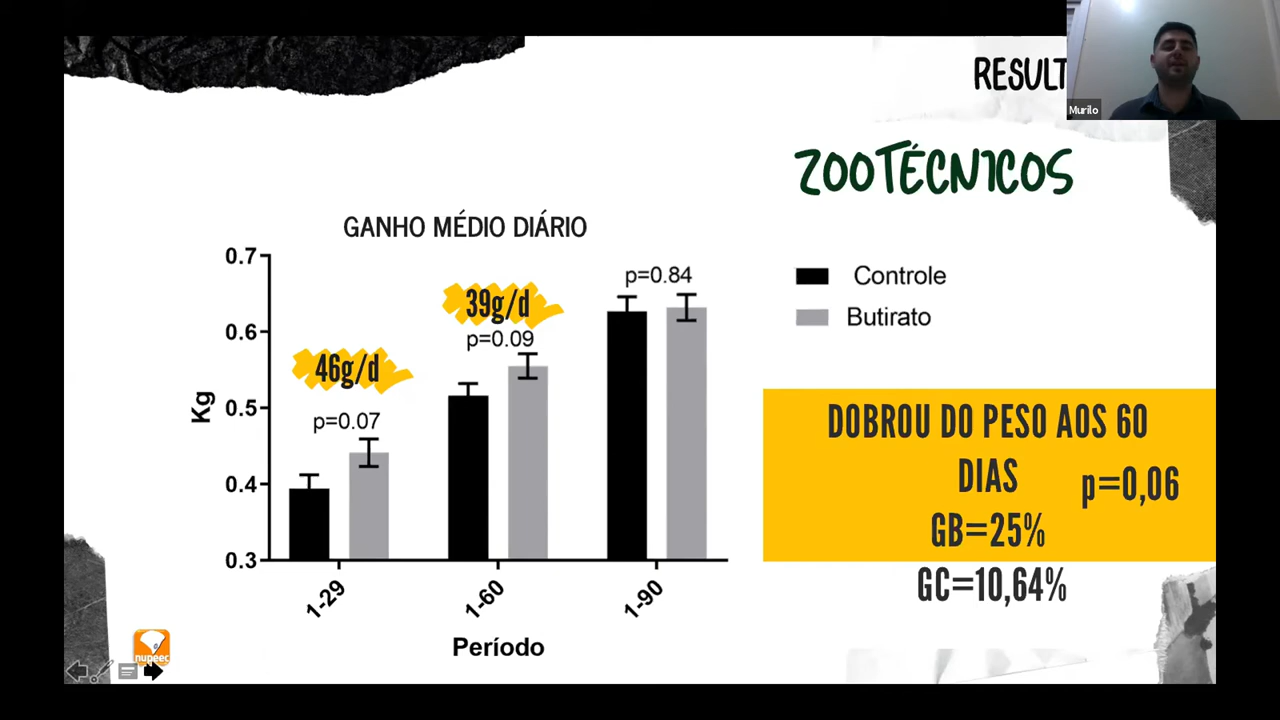 RESULT
Murilo
ZOOTÉCNICOS
GANHO MÉDIO DIÁRIO
0.7
0.6
0.5
0.4
0.3
Kg
46g/d
p=0.07
39g/d
p=0.09
p=0.84
1-29
1-60
1-90
Período
Controle
Butirato
DOBROU DO PESO AOS 60
DIAS
p=0,06
GB=25%
GC=10,64%
nupeec